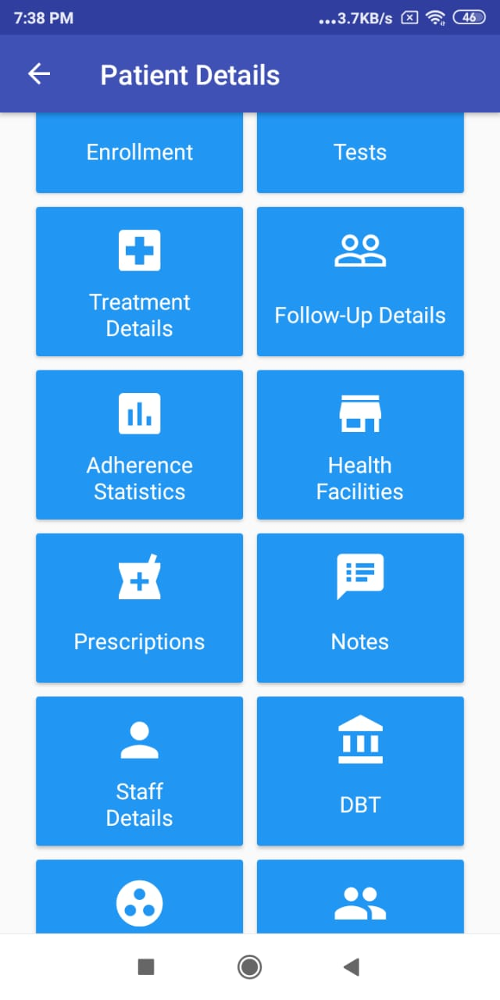 7:38 PM
...3.7KB/s
46
Patient Details
Enrollment
Tests
Treatment
Details
Follow-Up Details
Adherence
Statistics
Health
Facilities
Prescriptions
Notes
Staff
Details
DBT